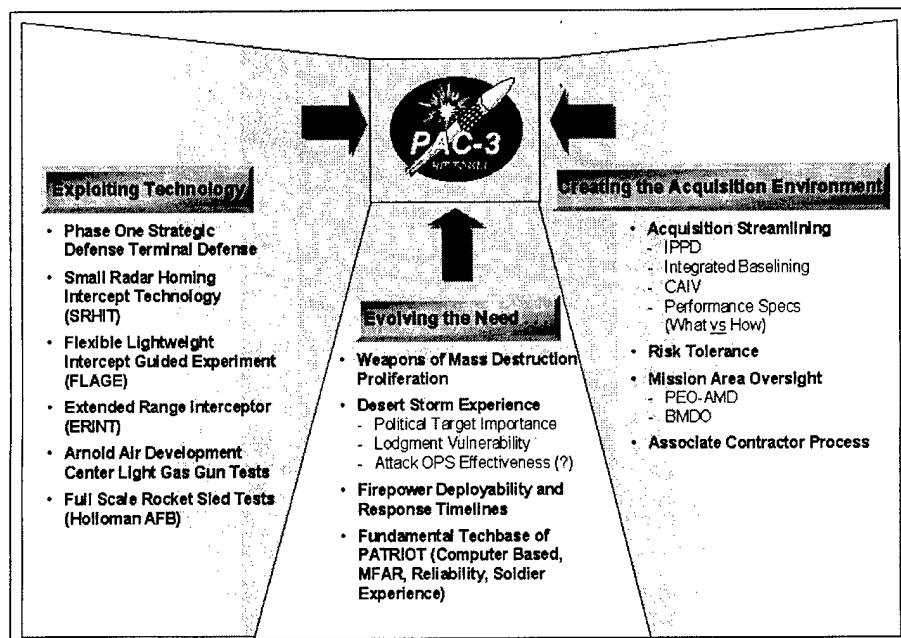 PAC-3
HIT TO KILL
Exploiting Technology
• Phase One Strategic
Defense Terminal Defense
• Small Radar Homing
Intercept Technology
(SRHIT)
• Flexible Lightweight
Intercept Guided Experiment
(FLAGE)
• Extended Range Interceptor
(ERINT)
• Arnold Air Development
Center Light Gas Gun Tests
• Full Scale Rocket Sled Tests
(Holloman AFB)
Evolving the Need
• Weapons of Mass Destruction
Proliferation
• Desert Storm Experience
- Political Target Importance
- Lodgment Vulnerability
- Attack OPS Effectiveness (?)
• Firepower Deployability and
Response Timelines
• Fundamental Techbase of
PATRIOT (Computer Based,
MFAR, Reliability, Soldier
Experience)
Creating the Acquisition Environment
• Acquisition Streamlining
- IPPD
- Integrated Baselining
- CAIV
- Performance Specs
(What vs How)
• Risk Tolerance
• Mission Area Oversight
- PEO-AMD
- BMDO
• Associate Contractor Process